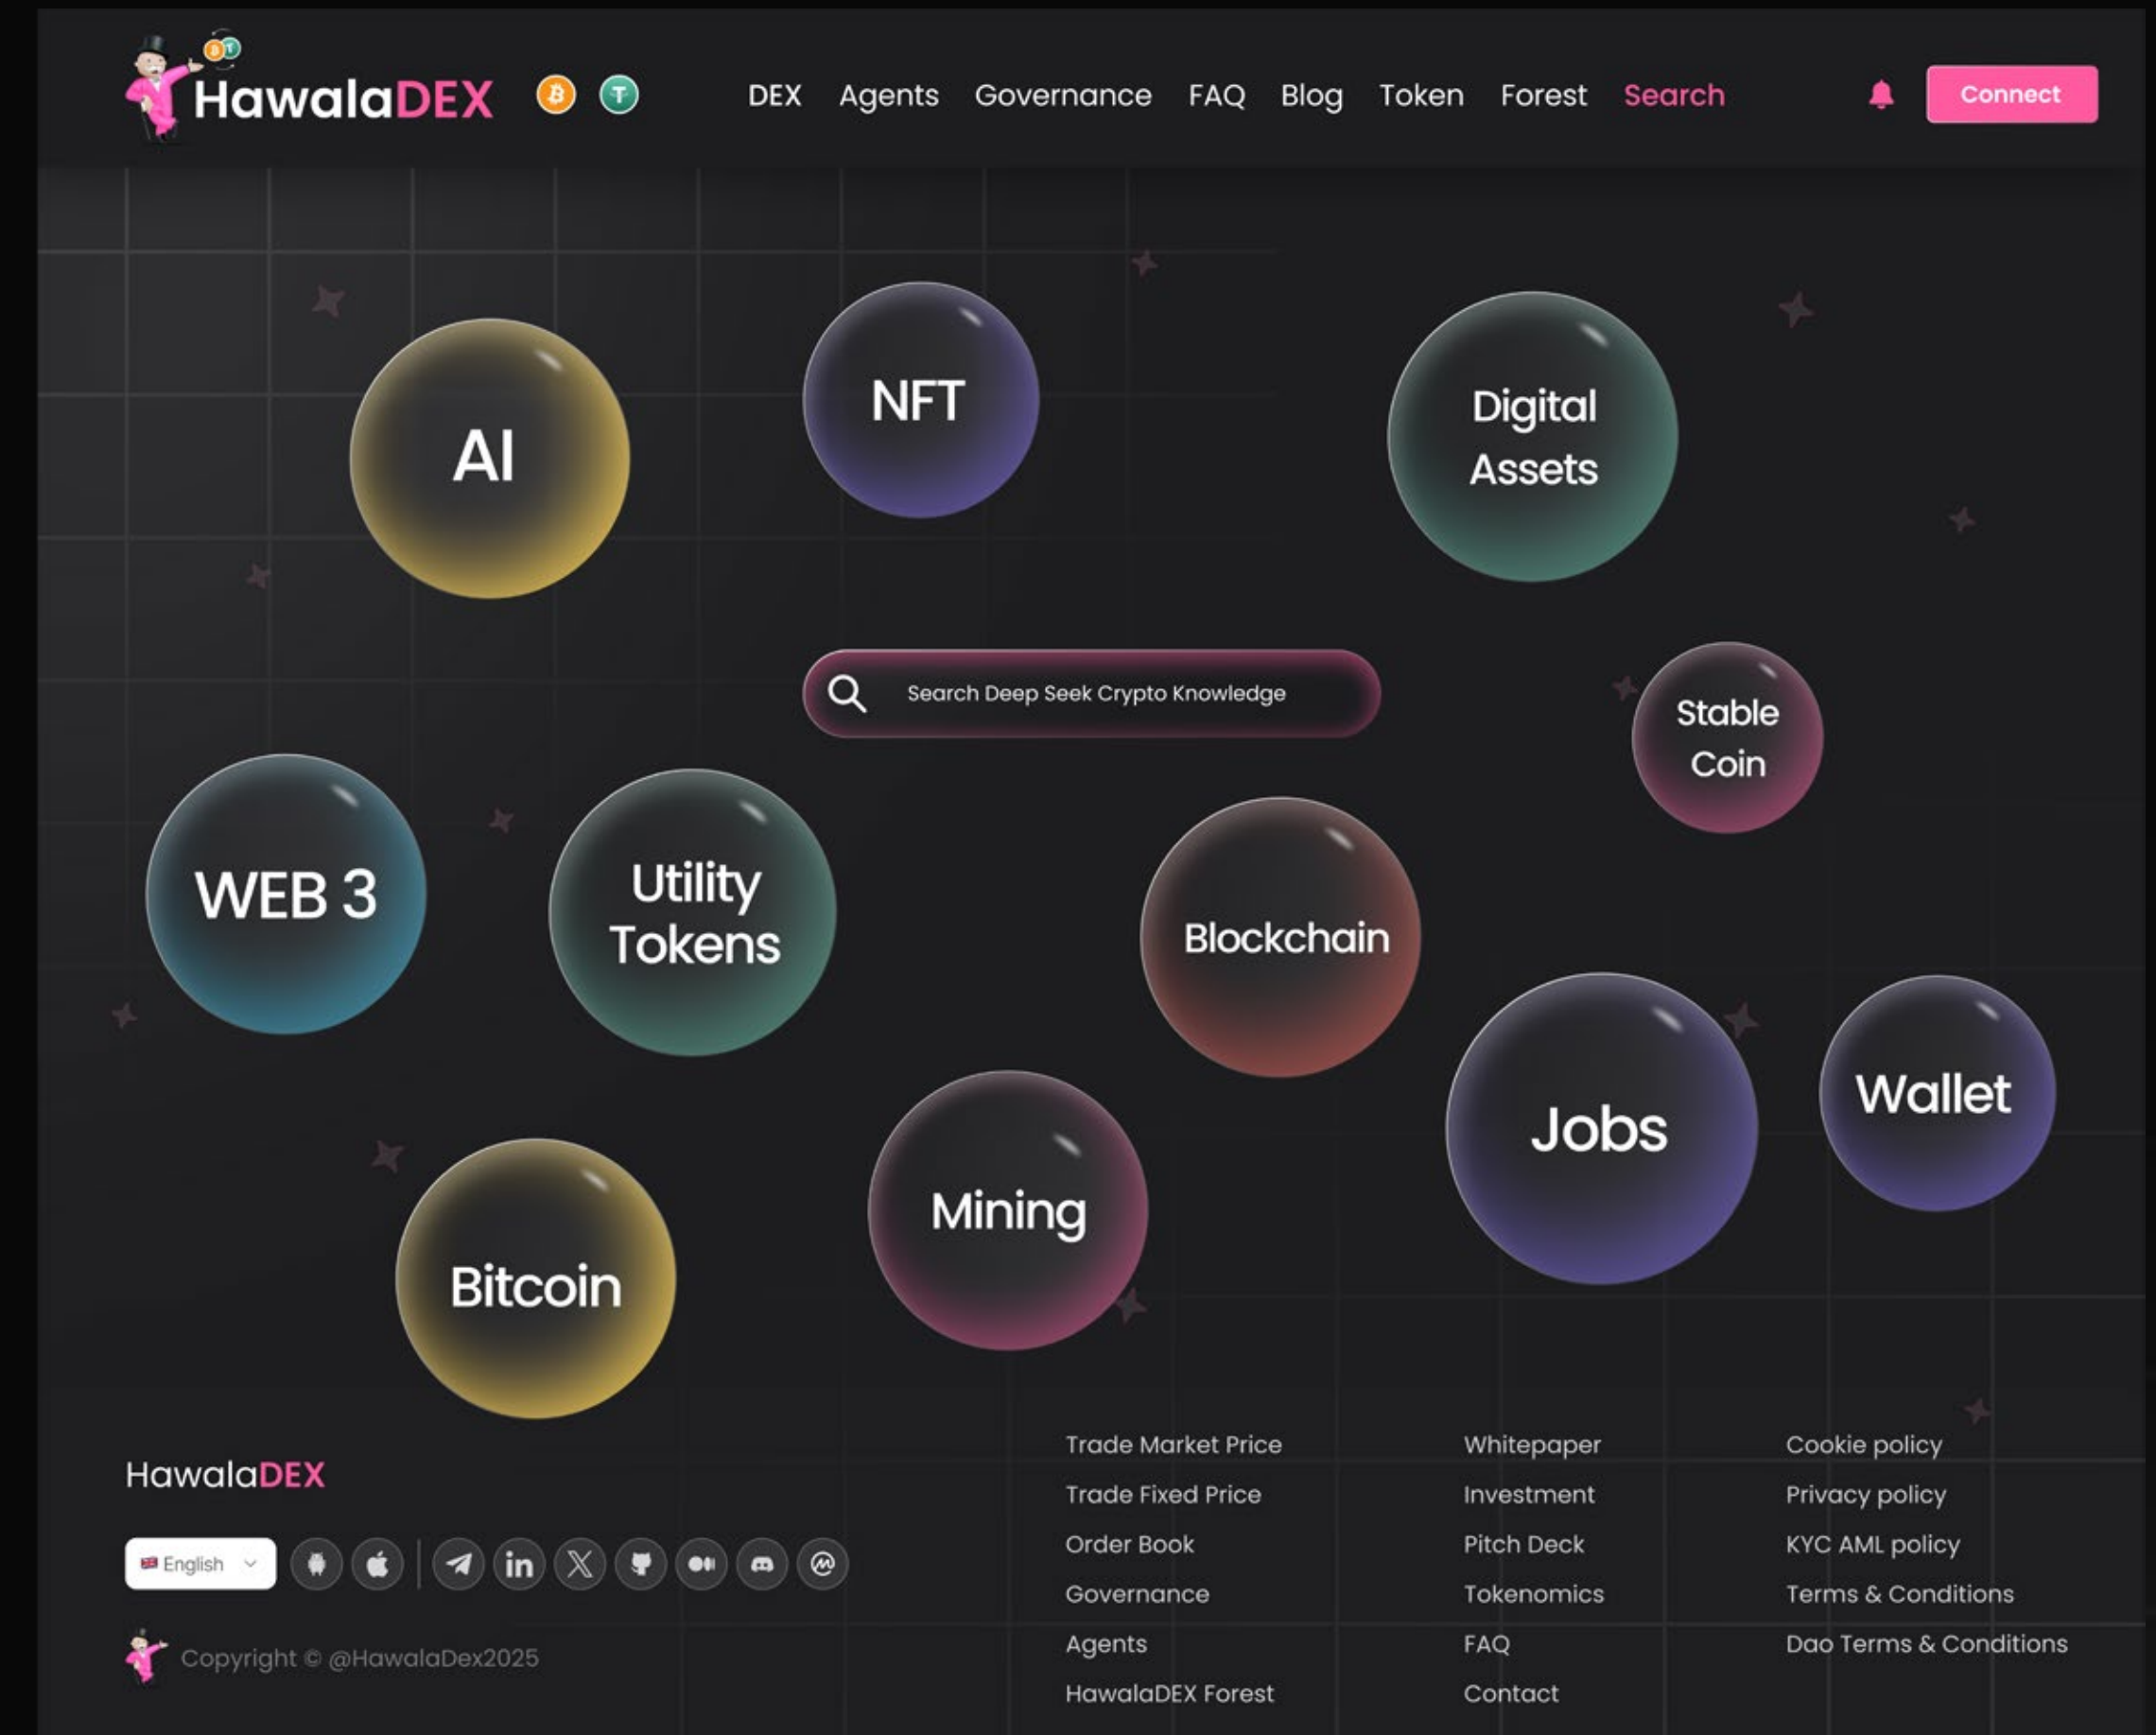 HawalaDEX
DEX Agents Governance FAQ Blog Token Forest Search
Connect
AI
NFT
Digital
Assets
Search Deep Seek Crypto Knowledge
Stable
Coin
WEB 3
Utility
Tokens
Blockchain
Jobs
Wallet
Mining
Bitcoin
HawalaDEX
English
Copyright © @HawalaDex2025
Trade Market Price
Trade Fixed Price
Order Book
Governance
Agents
HawalaDEX Forest
Whitepaper
Investment
Pitch Deck
Tokenomics
FAQ
Contact
Cookie policy
Privacy policy
KYC AML policy
Terms & Conditions
Dao Terms & Conditions